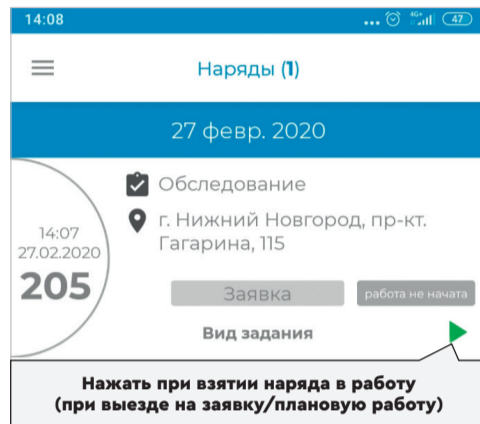 14:08
4G+
47
Наряды (1)
27 февр. 2020
Обследование
г. Нижний Новгород, пр-кт.
Гагарина, 115
14:07
27.02.2020
205
Заявка
работа не начата
Вид задания
Нажать при взятии наряда в работу
(при выезде на заявку/плановую работу)